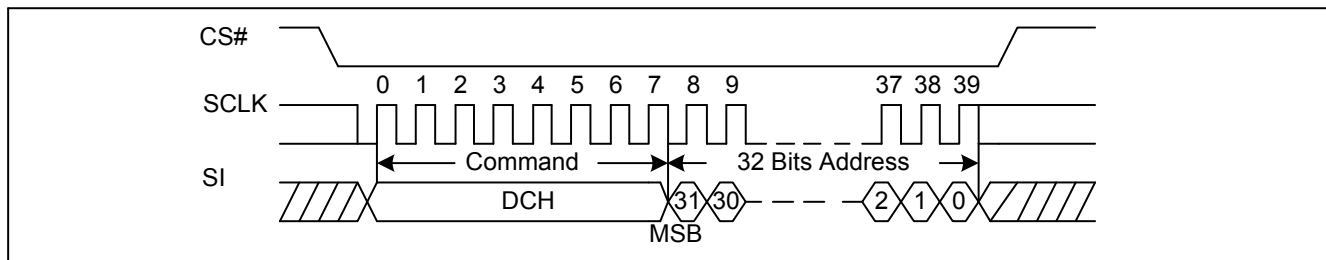 CS#
0 1 2 3 4 5 6 7 8 9 37 38 39
SCLK
Command 32 Bits Address
SI
DCH 31 30 2 1 0
MSB